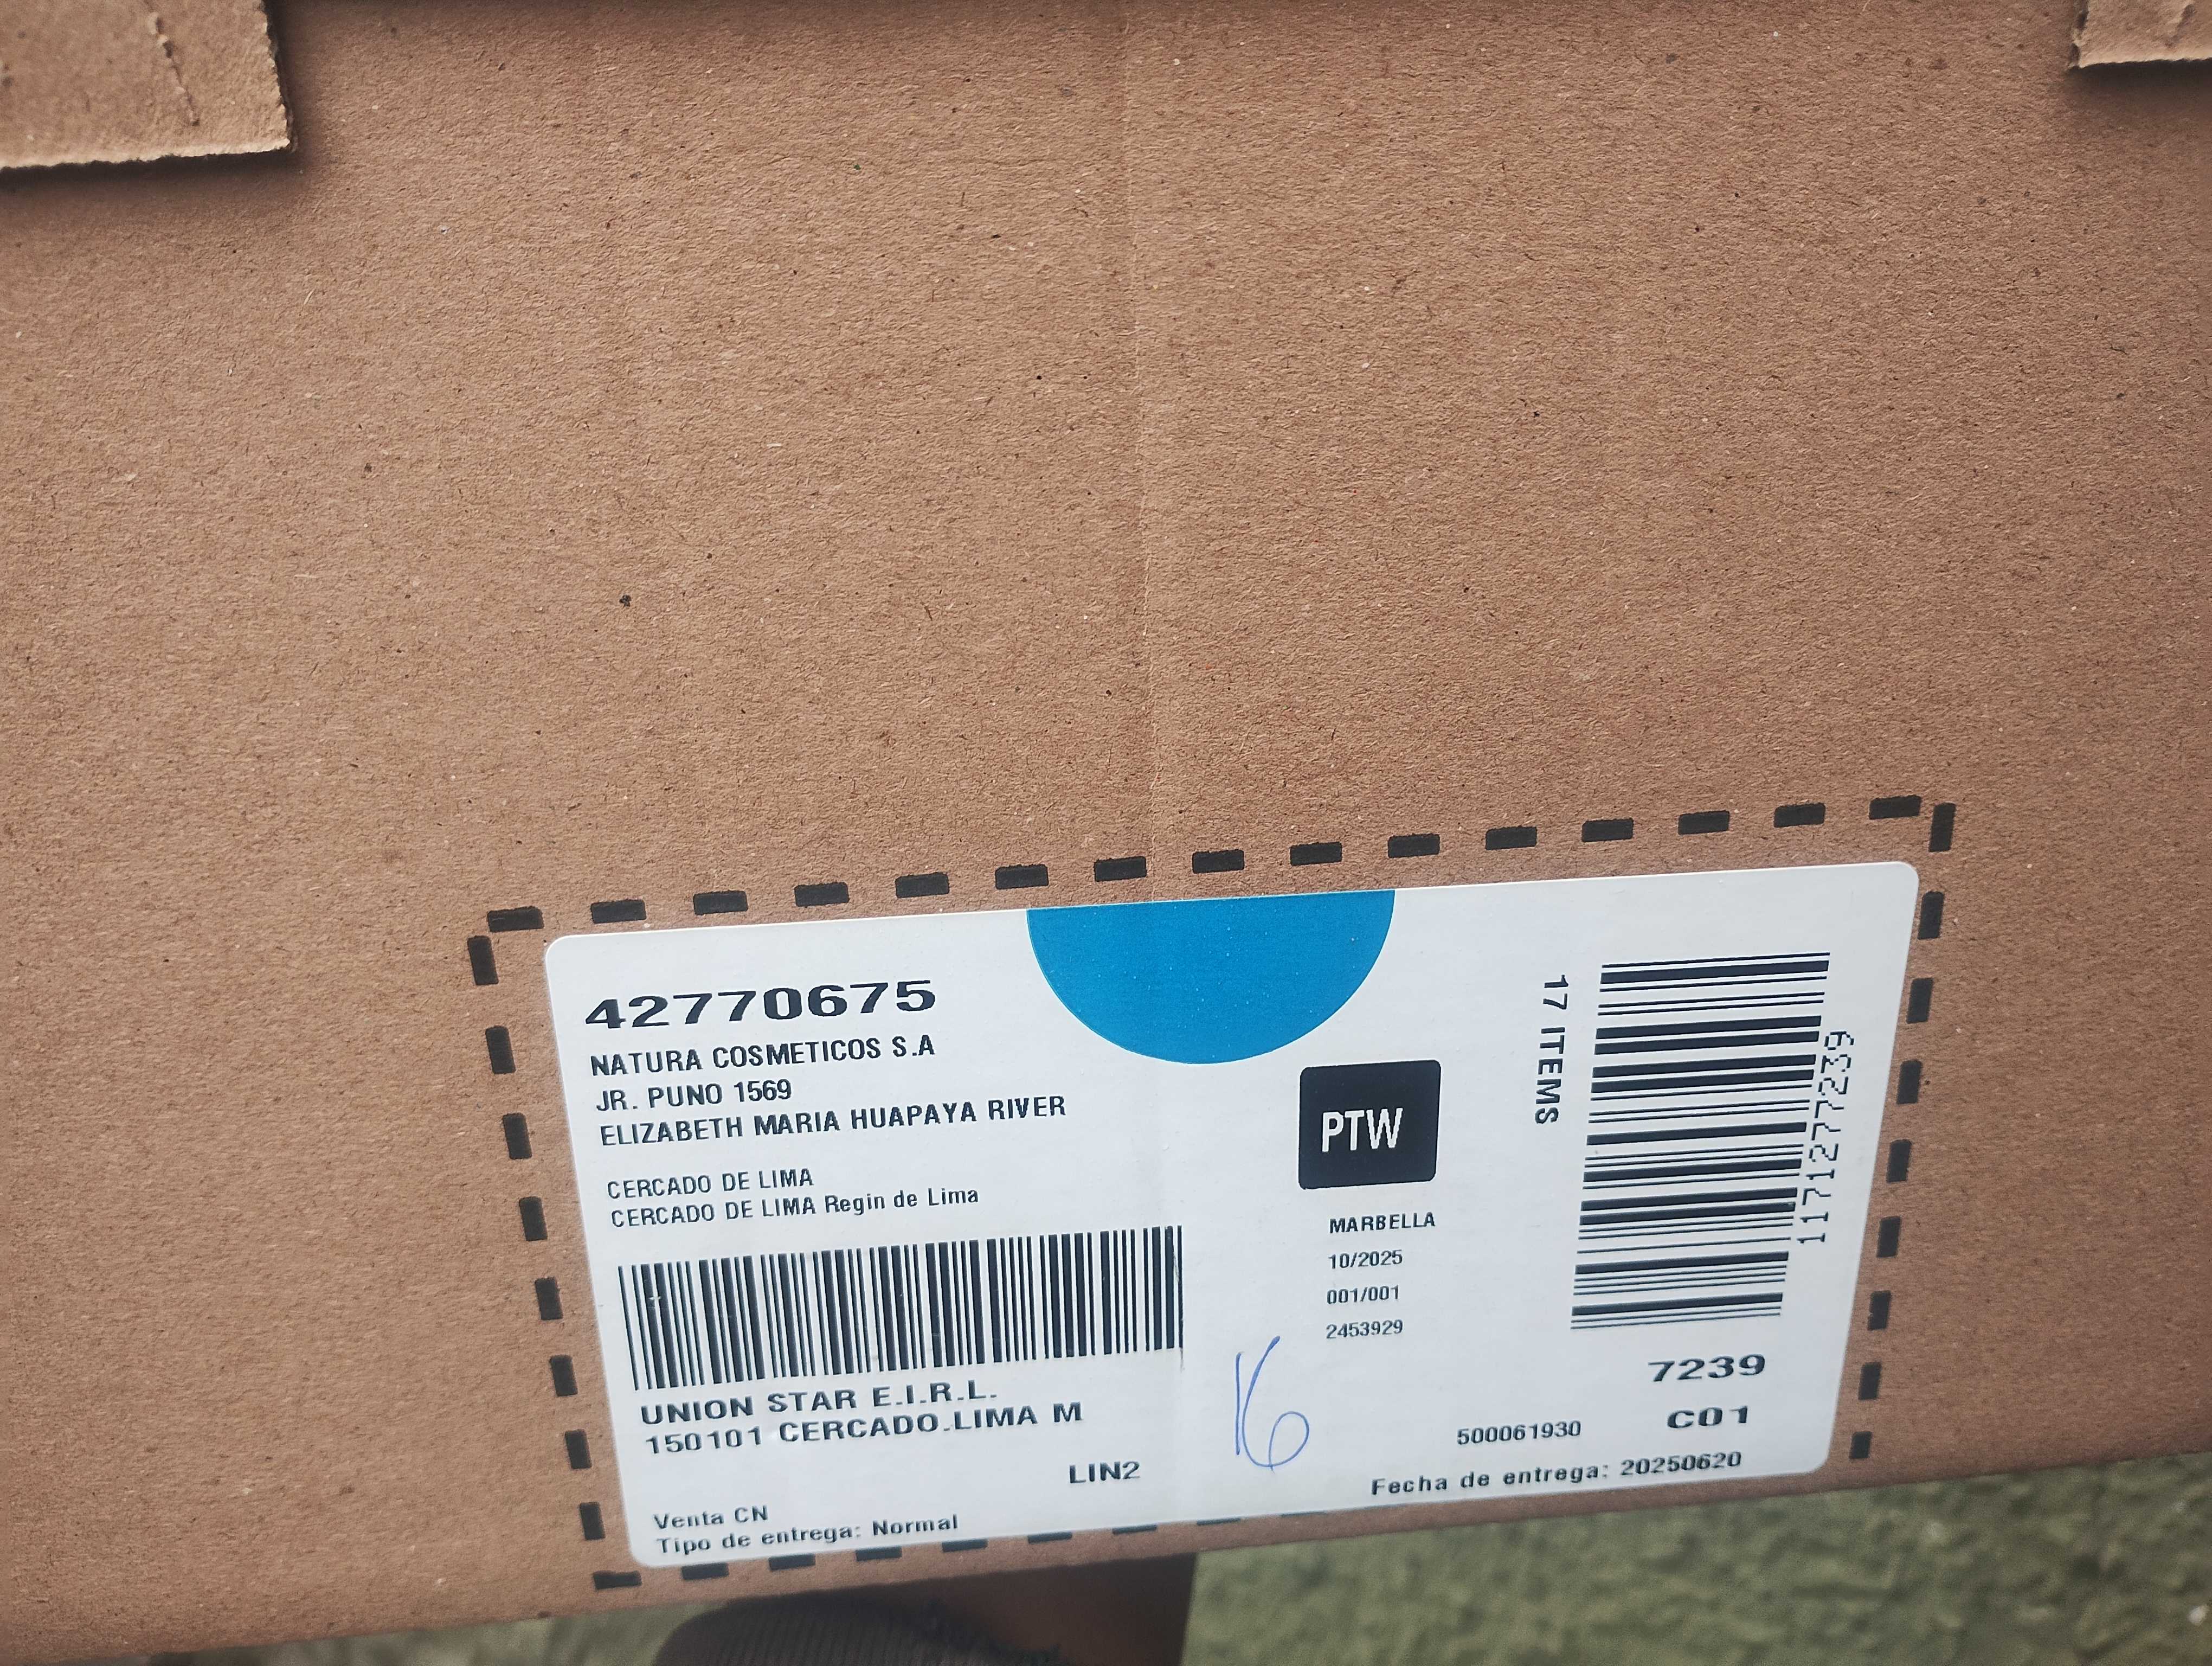 42770675
NATURA COSMETICOS S.A
JR. PUNO 1569
ELIZABETH MARIA HUAPAYA RIVER
CERCADO DE LIMA
CERCADO DE LIMA Regin de Lima
UNION STAR E.I.R.L.
150101 CERCADO.LIMA M
LIN2
Venta CN
Tipo de entrega: Normal
PTW
MARBELLA
10/2025
001/001
2453929
16
17 ITEMS
1171277239
7239
500061930 C01
Fecha de entrega: 20250620